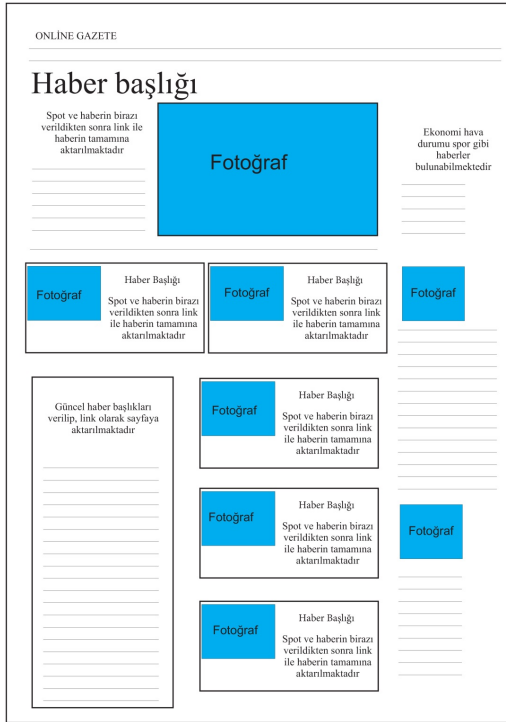 ONLİNE GAZETE
Haber başlığı
Spot ve haberin birazı
verildikten sonra link ile
haberin tamamına
aktarılmaktadır
Fotoğraf
Ekonomi hava
durumu spor gibi
haberler
bulunabilmektedir
Fotoğraf
Haber Başlığı
Spot ve haberin birazı
verildikten sonra link
ile haberin tamamına
aktarılmaktadır
Fotoğraf
Haber Başlığı
Spot ve haberin birazı
verildikten sonra link
ile haberin tamamına
aktarılmaktadır
Fotoğraf
Güncel haber başlıkları
verilip, link olarak sayfaya
aktarılmaktadır
Fotoğraf
Haber Başlığı
Spot ve haberin birazı
verildikten sonra link
ile haberin tamamına
aktarılmaktadır
Fotoğraf
Haber Başlığı
Spot ve haberin birazı
verildikten sonra link
ile haberin tamamına
aktarılmaktadır
Fotoğraf
Fotoğraf
Haber Başlığı
Spot ve haberin birazı
verildikten sonra link
ile haberin tamamına
aktarılmaktadır